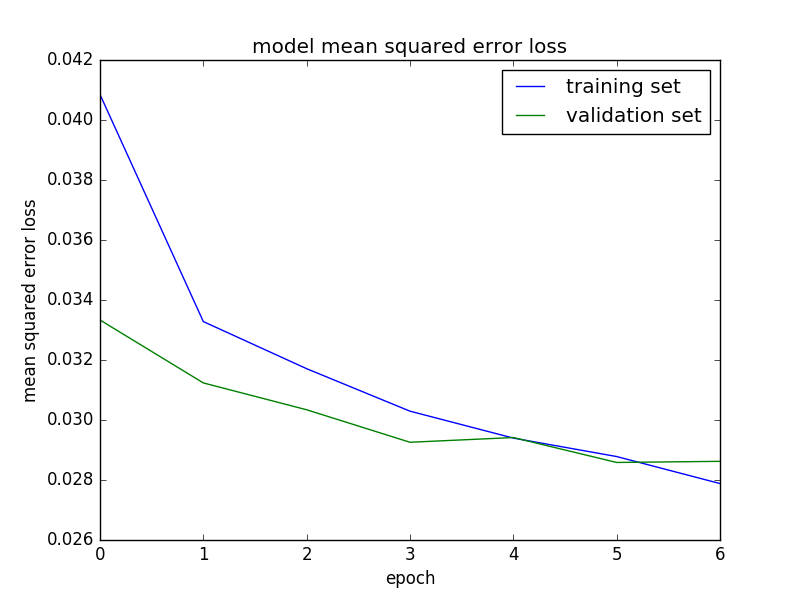 model mean squared error loss
training set
validation set
0.042
0.040
0.038
0.036
0.034
0.032
0.030
0.028
0.026
mean squared error loss
0 1 2 3 4 5 6
epoch